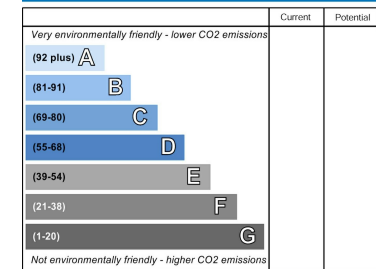 Current Potential
Very environmentally friendly - lower CO2 emissions
(92 plus) A
(81-91) B
(69-80) C
(55-68) D
(39-54) E
(21-38) F
(1-20) G
Not environmentally friendly - higher CO2 emissions